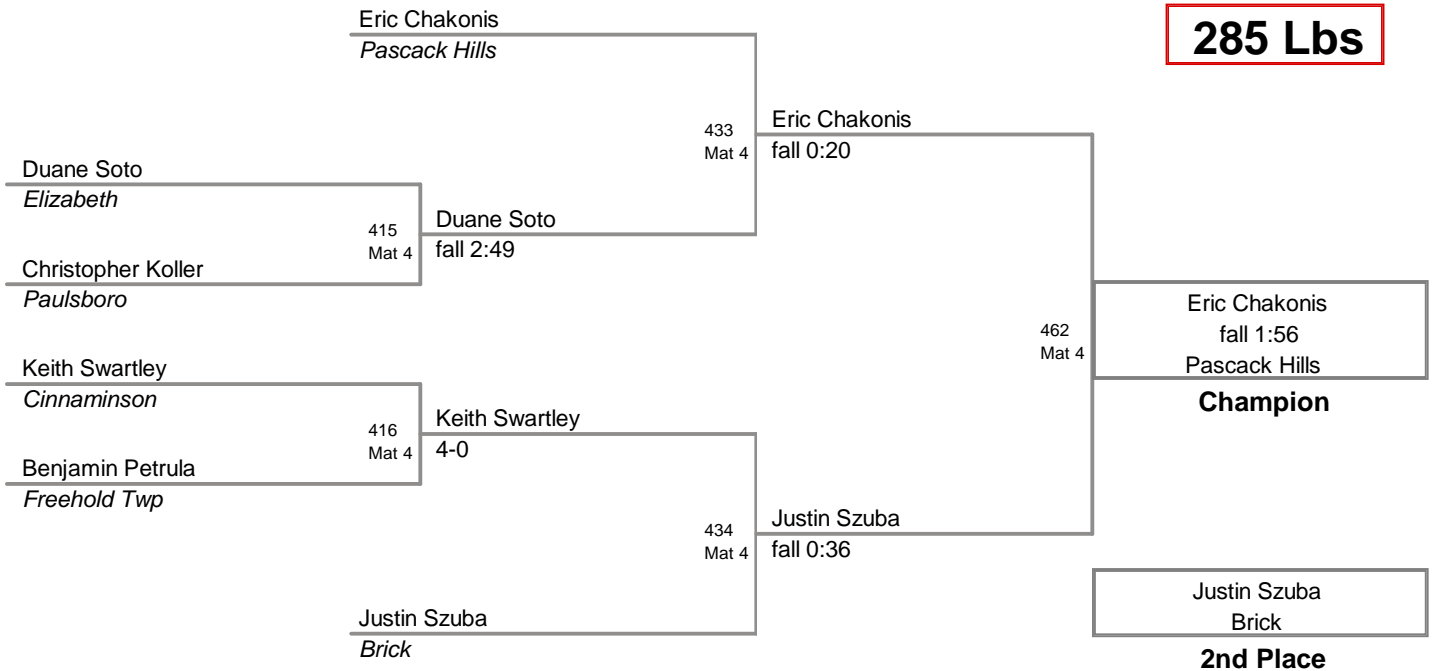 Eric Chakonis
Pascack Hills
285 Lbs
433
Mat 4
Eric Chakonis
fall 0:20
Duane Soto
Elizabeth
415
Mat 4
Duane Soto
fall 2:49
Christopher Koller
Paulsboro
462
Mat 4
Eric Chakonis
fall 1:56
Pascack Hills
Champion
Keith Swartley
Cinnaminson
416
Mat 4
Keith Swartley
4-0
Benjamin Petrula
Freehold Twp
434
Mat 4
Justin Szuba
fall 0:36
Justin Szuba
Brick
Justin Szuba
Brick
2nd Place